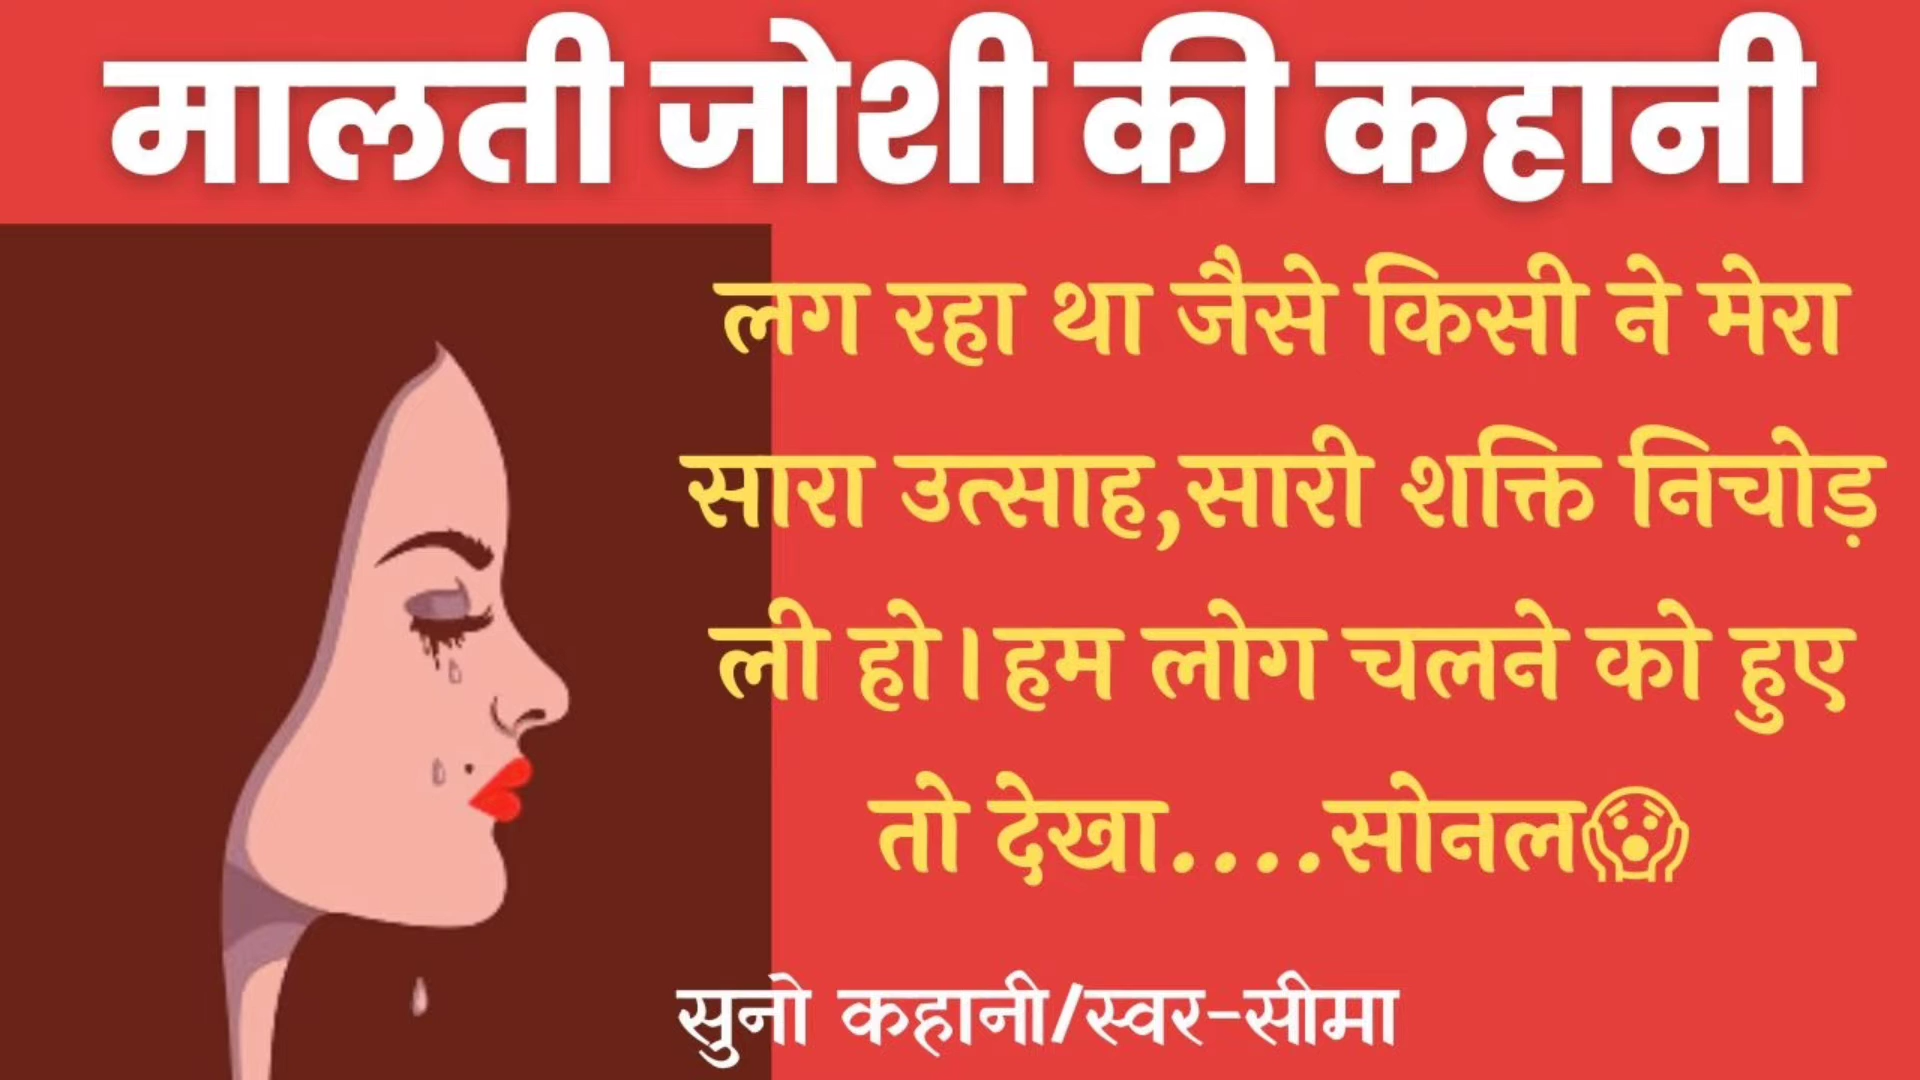 मालती जोशी की कहानी
लग रहा था जैसे किसी ने मेरा
सारा उत्साह,सारी शक्ति निचोड़
ली हो।हम लोग चलने को हुए
तो देखा....सोनल😱
सुनो कहानी/स्वर-सीमा